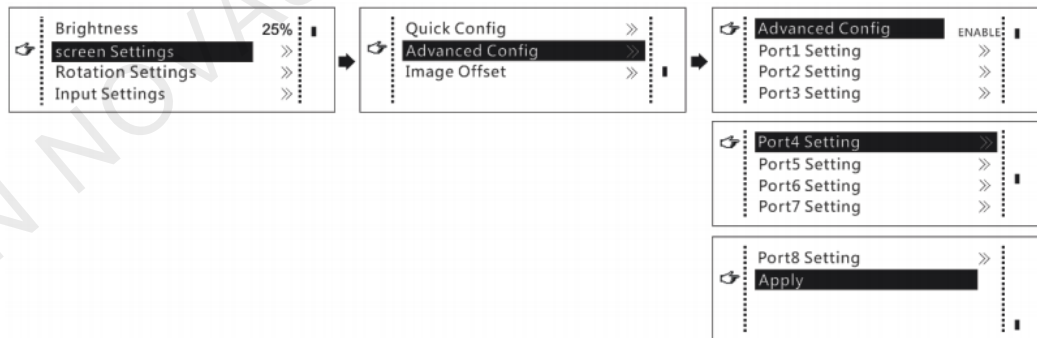 Brightness 25%
screen Settings »
Rotation Settings »
Input Settings »
Quick Config »
Advanced Config »
Image Offset »
Advanced Config ENABLE
Port1 Setting »
Port2 Setting »
Port3 Setting »
Port4 Setting »
Port5 Setting »
Port6 Setting »
Port7 Setting »
Port8 Setting »
Apply